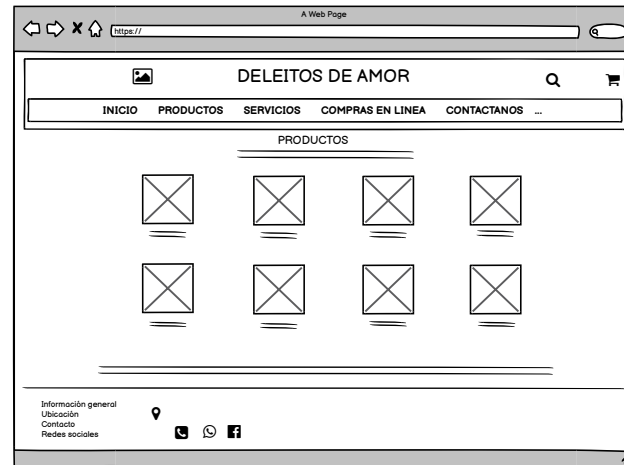 A Web Page
https://
DELEITOS DE AMOR
INICIO PRODUCTOS SERVICIOS COMPRAS EN LINEA CONTACTANOS ...
PRODUCTOS
Información general
Ubicación
Contacto
Redes sociales